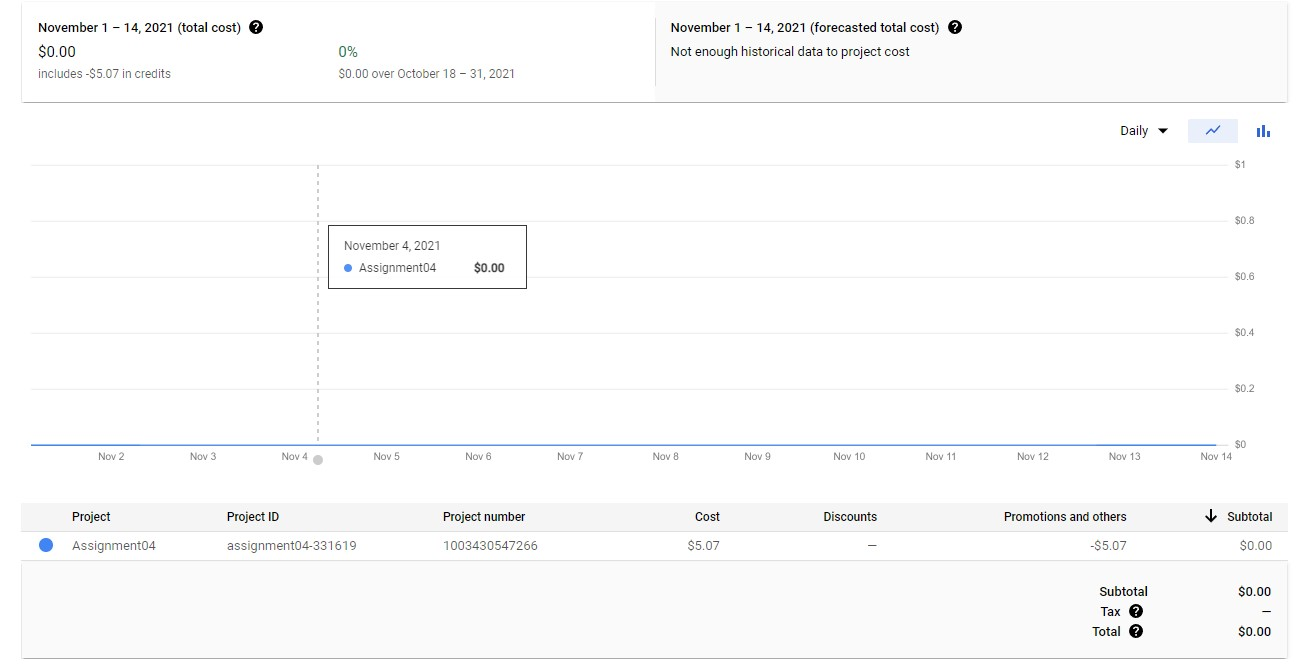 November 1 – 14, 2021 (total cost) ?
$0.00
includes -$5.07 in credits
0%
$0.00 over October 18 – 31, 2021
November 1 – 14, 2021 (forecasted total cost) ?
Not enough historical data to project cost
Daily
$1
$0.8
$0.6
$0.4
$0.2
$0
November 4, 2021
Assignment04 $0.00
Nov 2 Nov 3 Nov 4 Nov 5 Nov 6 Nov 7 Nov 8 Nov 9 Nov 10 Nov 11 Nov 12 Nov 13 Nov 14
Project Project ID Project number Cost Discounts Promotions and others Subtotal
Assignment04 assignment04-331619 1003430547266 $5.07 — -$5.07 $0.00
Subtotal $0.00
Tax ? —
Total ? $0.00